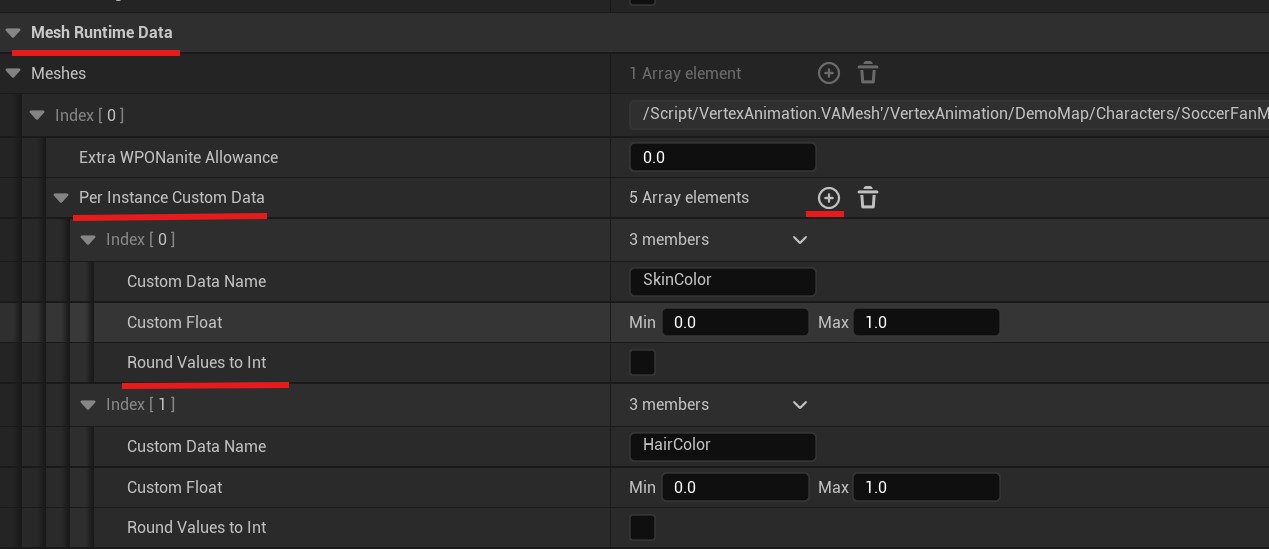 Mesh Runtime Data
Meshes 1 Array element
Index [ 0 ] /Script/VertexAnimation.VAMesh'/VertexAnimation/DemoMap/Characters/SoccerFanM
Extra WPONanite Allowance 0.0
Per Instance Custom Data 5 Array elements
Index [ 0 ] 3 members
Custom Data Name SkinColor
Custom Float Min 0.0 Max 1.0
Round Values to Int
Index [ 1 ] 3 members
Custom Data Name HairColor
Custom Float Min 0.0 Max 1.0
Round Values to Int